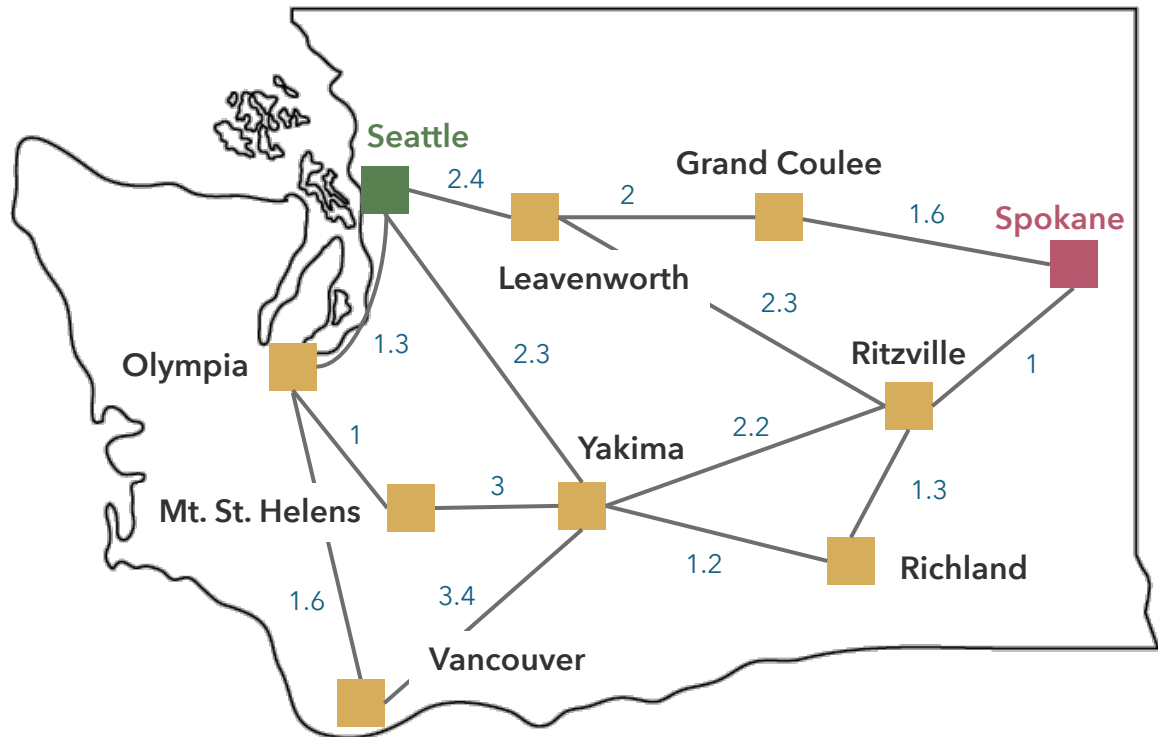 Seattle
Grand Coulee
2.4
2
1.6
Spokane
Leavenworth
2.3
1.3
2.3
Ritzville
1
Olympia
2.2
1
Yakima
3
1.3
Mt. St. Helens
1.2
Richland
1.6
3.4
Vancouver